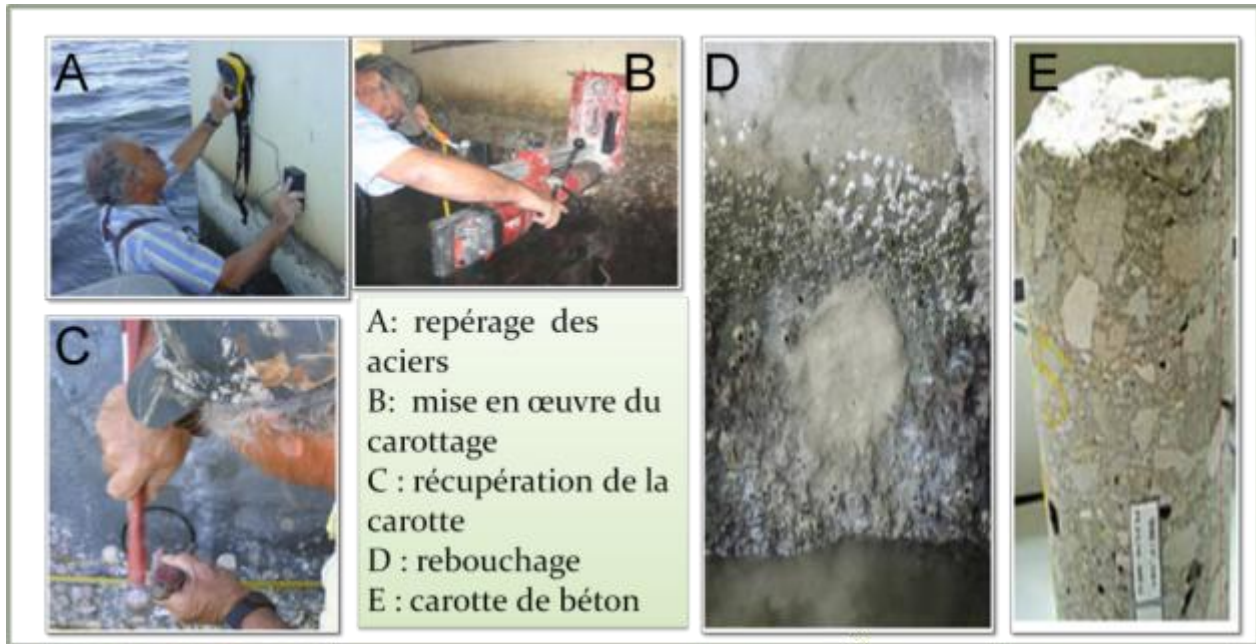 A
B
C
D
E
A: repérage des
aciers
B: mise en œuvre du
carottage
C : récupération de la
carotte
D : rebouchage
E : carotte de béton